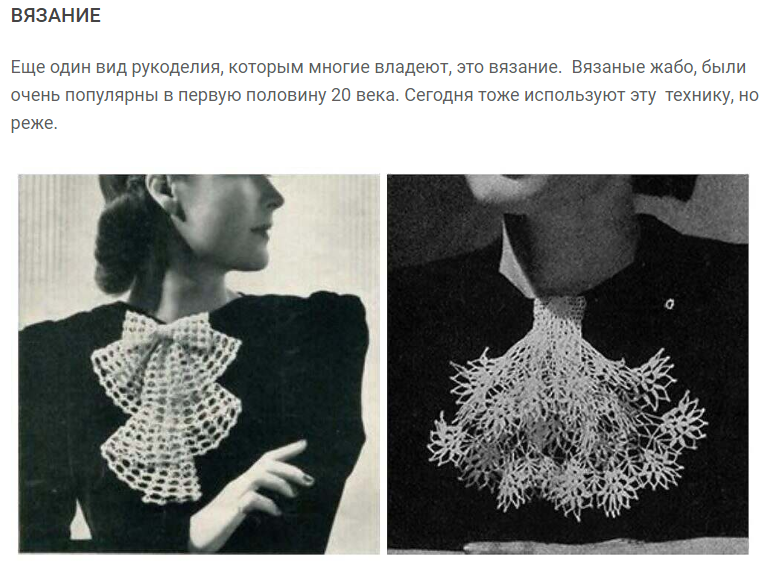 ВЯЗАНИЕ
Еще один вид рукоделия, которым многие владеют, это вязание.  Вязаные жабо, были
очень популярны в первую половину 20 века. Сегодня тоже используют эту  технику, но
реже.